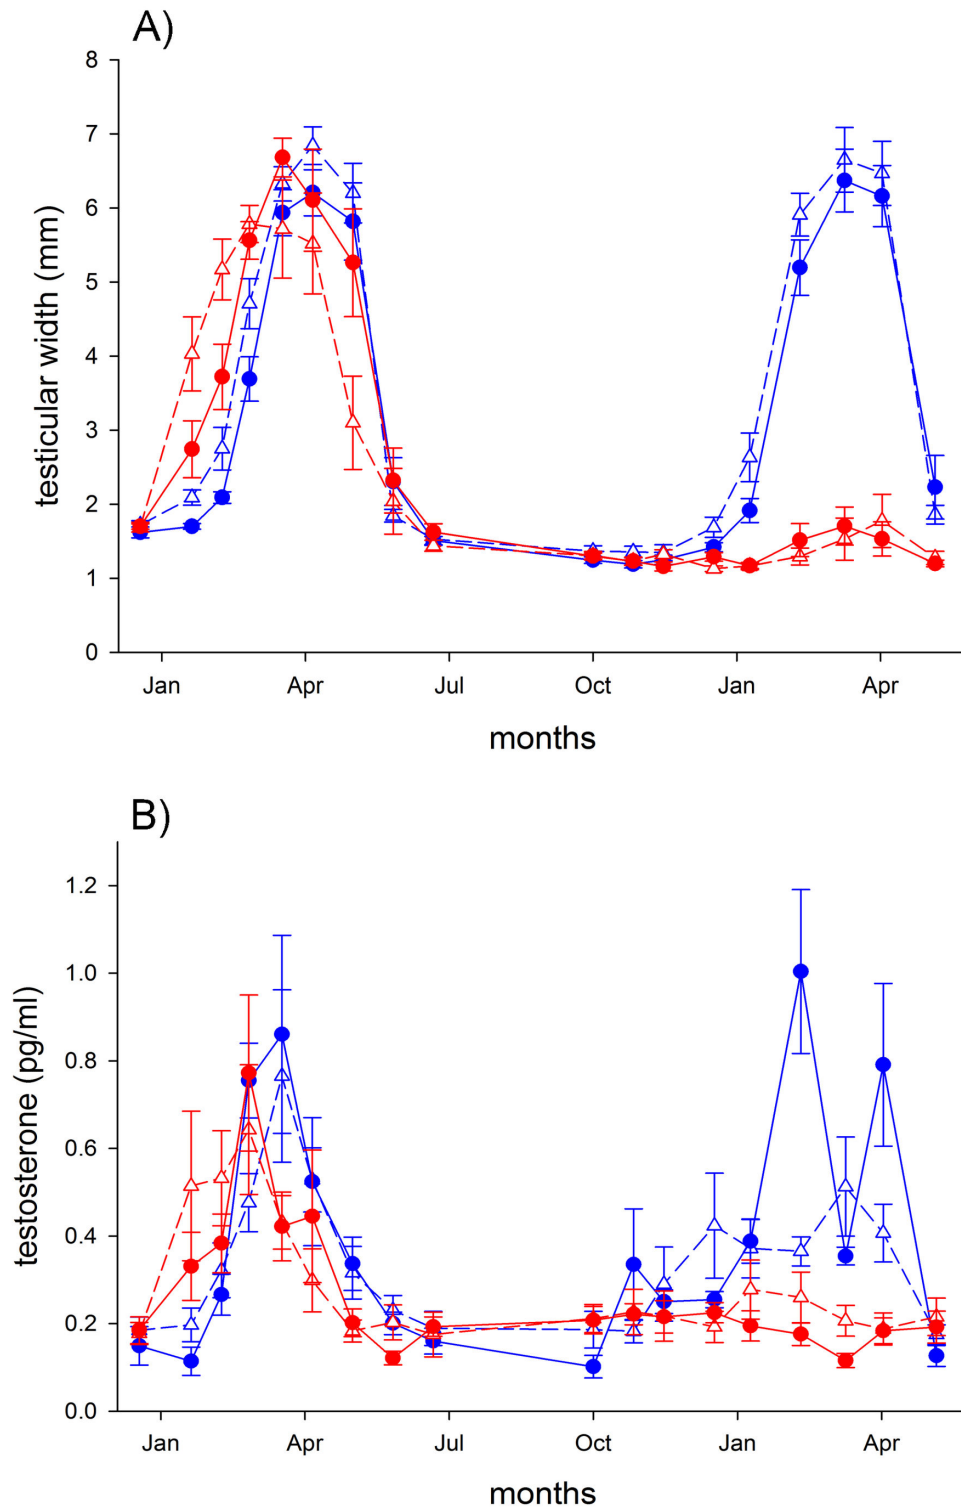 A)
8
7
6
5
4
3
2
1
0
testicular width (mm)
Jan Apr Jul Oct Jan Apr
months
B)
1.2
1.0
0.8
0.6
0.4
0.2
0.0
testosterone (pg/ml)
Jan Apr Jul Oct Jan Apr
months